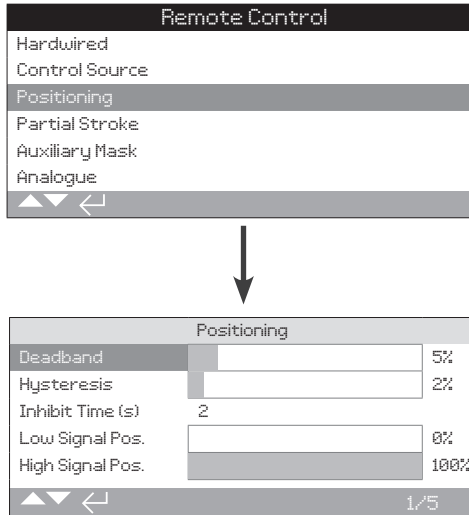 Remote Control
Hardwired
Control Source
Positioning
Partial Stroke
Auxiliary Mask
Analogue
Positioning
Deadband 5%
Hysteresis 2%
Inhibit Time (s) 2
Low Signal Pos. 0%
High Signal Pos. 100%
1/5